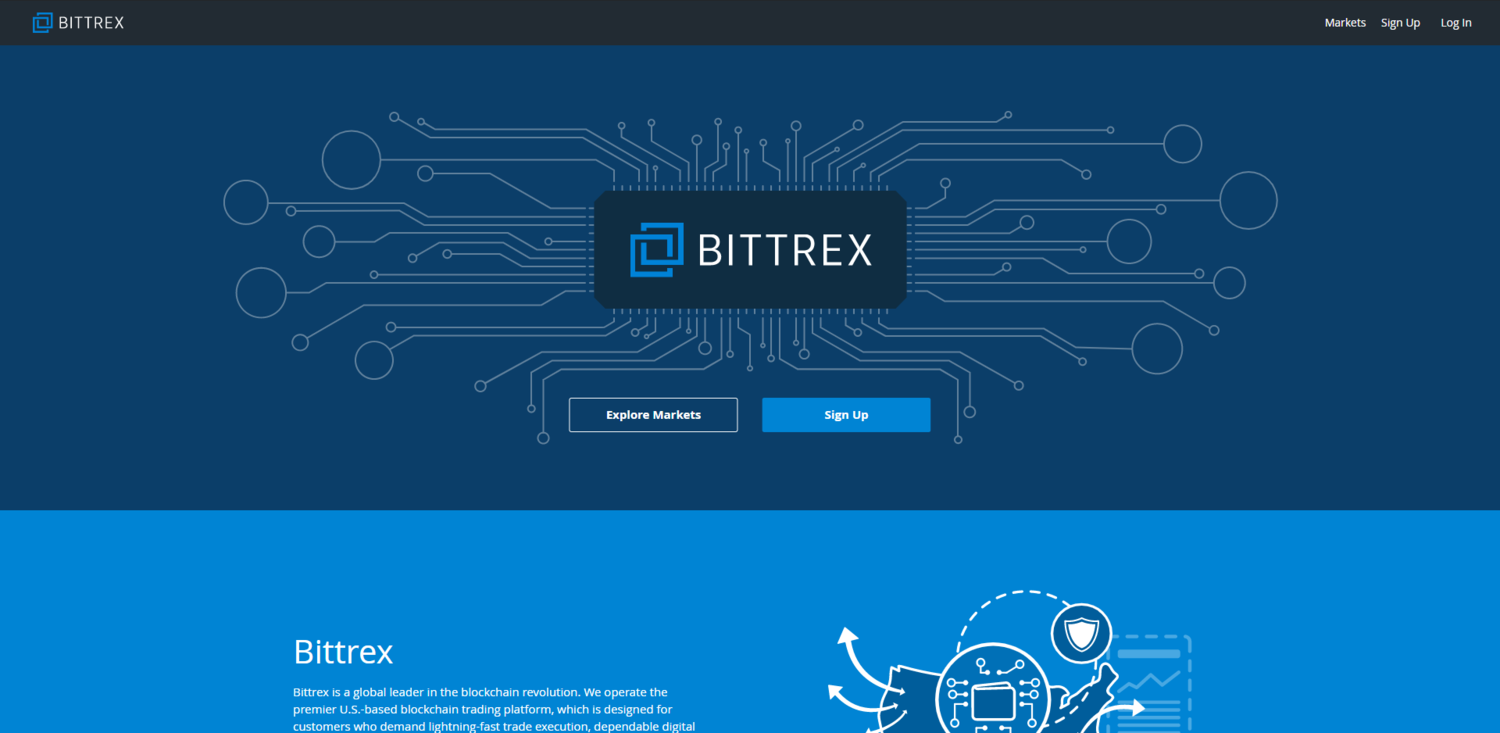 BITTREX
Markets
Sign Up
Log In
BITTREX
Explore Markets
Sign Up
Bittrex
Bittrex is a global leader in the blockchain revolution. We operate the
premier U.S.-based blockchain trading platform, which is designed for
customers who demand lightning-fast trade execution, dependable digital